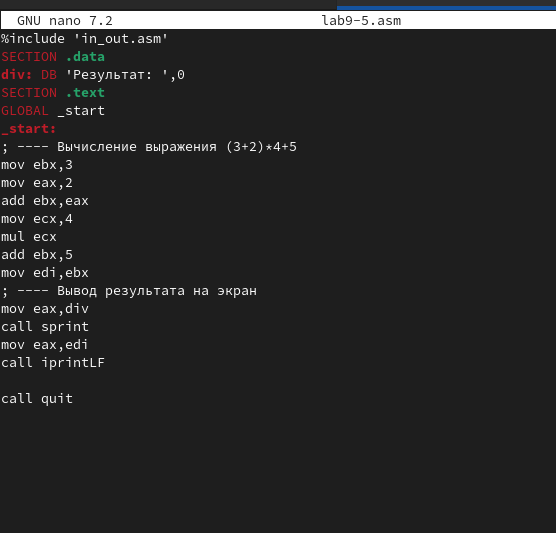 GNU nano 7.2 lab9-5.asm
%include 'in_out.asm'
SECTION .data
div: DB 'Результат: ',0
SECTION .text
GLOBAL _start
_start:
; ---- Вычисление выражения (3+2)*4+5
mov ebx,3
mov eax,2
add ebx,eax
mov ecx,4
mul ecx
add ebx,5
mov edi,ebx
; ---- Вывод результата на экран
mov eax,div
call sprint
mov eax,edi
call iprintLF
call quit